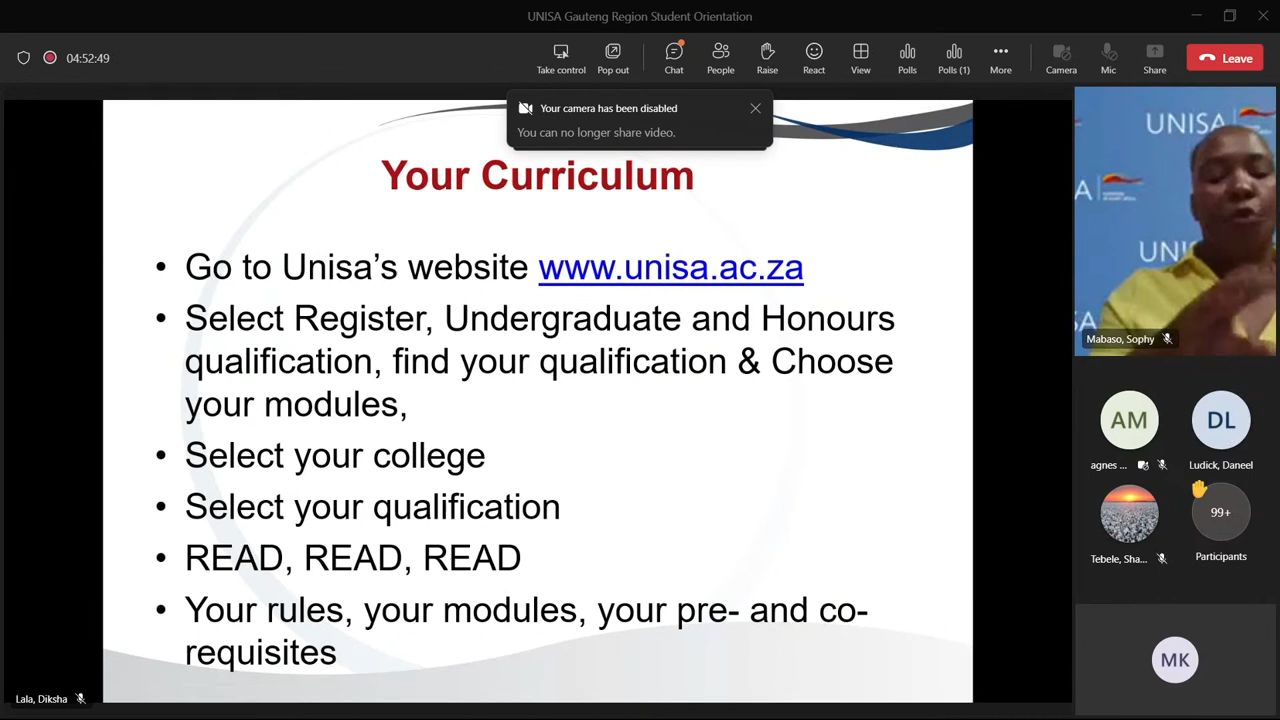 UNISA Gauteng Region Student Orientation
04:52:49
Take control
Pop out
Chat
People
Raise
React
View
Polls
Polls (1)
More
Camera
Mic
Share
Leave
Your camera has been disabled
You can no longer share video.
Your Curriculum
• Go to Unisa's website www.unisa.ac.za
• Select Register, Undergraduate and Honours
qualification, find your qualification & Choose
your modules,
• Select your college
• Select your qualification
• READ, READ, READ
• Your rules, your modules, your pre- and co-
requisites
Lala, Diksha
UNISA
Mabaso, Sophy
AM
agnes ...
DL
Ludick, Daneel
Tebele, Sha...
99+
Participants
MK